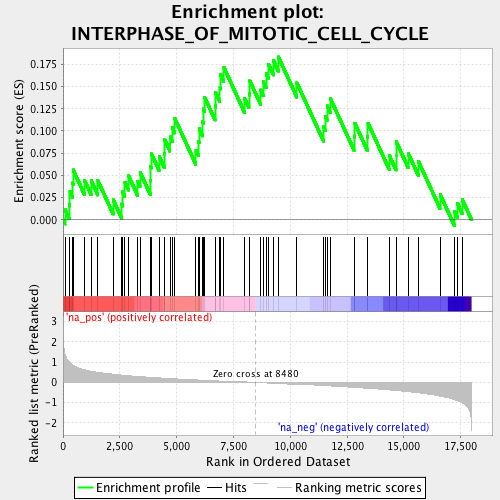 Enrichment plot:
INTERPHASE_OF_MITOTIC_CELL_CYCLE
Enrichment score (ES)
0.175
0.150
0.125
0.100
0.075
0.050
0.025
0.000
Ranked list metric (PreRanked)
3
2
1
0
-1
-2
'na_pos' (positively correlated)
Zero cross at 8480
'na_neg' (negatively correlated)
0
2,500
5,000
7,500
10,000
12,500
15,000
17,500
Rank in Ordered Dataset
Enrichment profile
Hits
Ranking metric scores